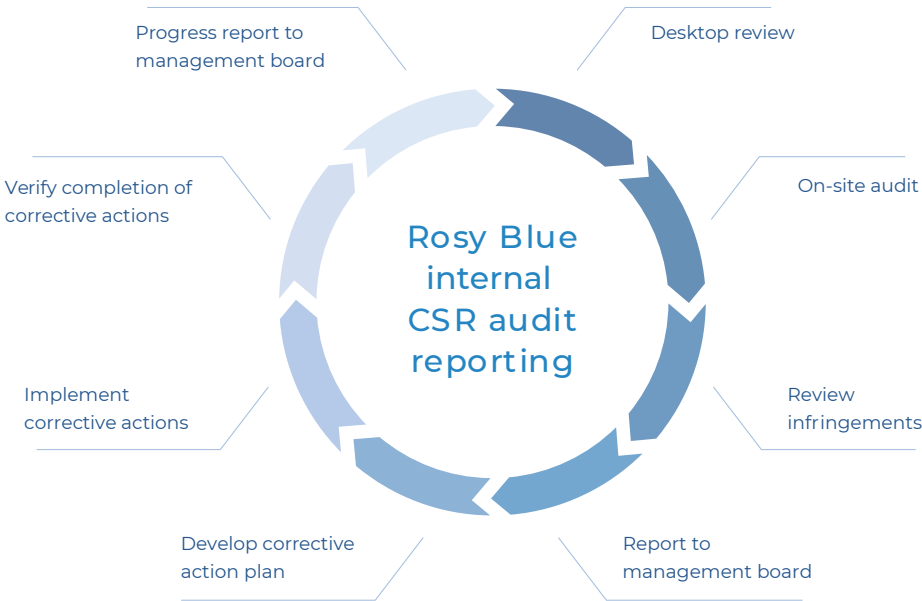 Progress report to
management board
Desktop review
Verify completion of
corrective actions
On-site audit
Rosy Blue
internal
CSR audit
reporting
Implement
corrective actions
Review
infringements
Develop corrective
action plan
Report to
management board